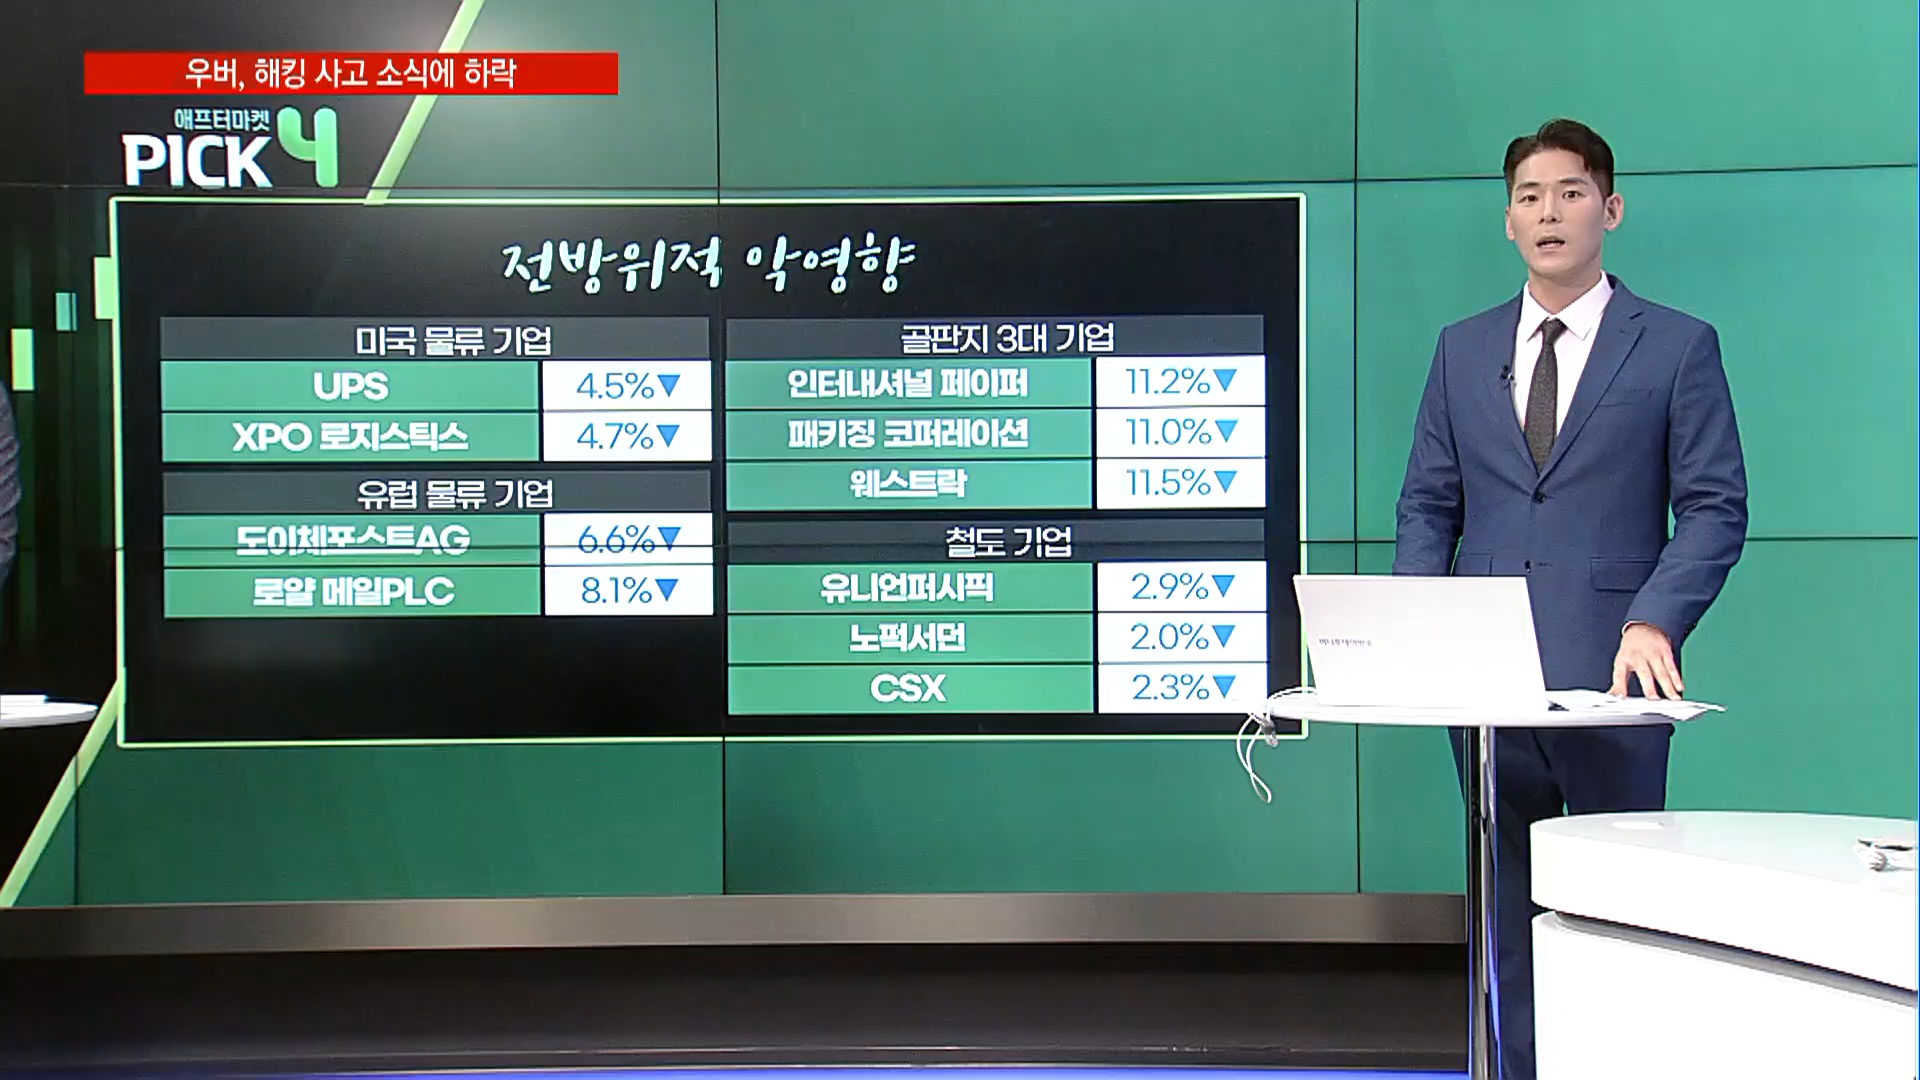 우버, 해킹 사고 소식에 하락
애프터마켓
PICK 4
전방위적 악영향
미국 물류 기업
UPS 4.5%▼
XPO 로지스틱스 4.7%▼
유럽 물류 기업
도이체포스트AG 6.6%▼
로얄 메일PLC 8.1%▼
골판지 3대 기업
인터내셔널 페이퍼 11.2%▼
패키징 코퍼레이션 11.0%▼
웨스트락 11.5%▼
철도 기업
유니언퍼시픽 2.9%▼
노퍽서던 2.0%▼
CSX 2.3%▼